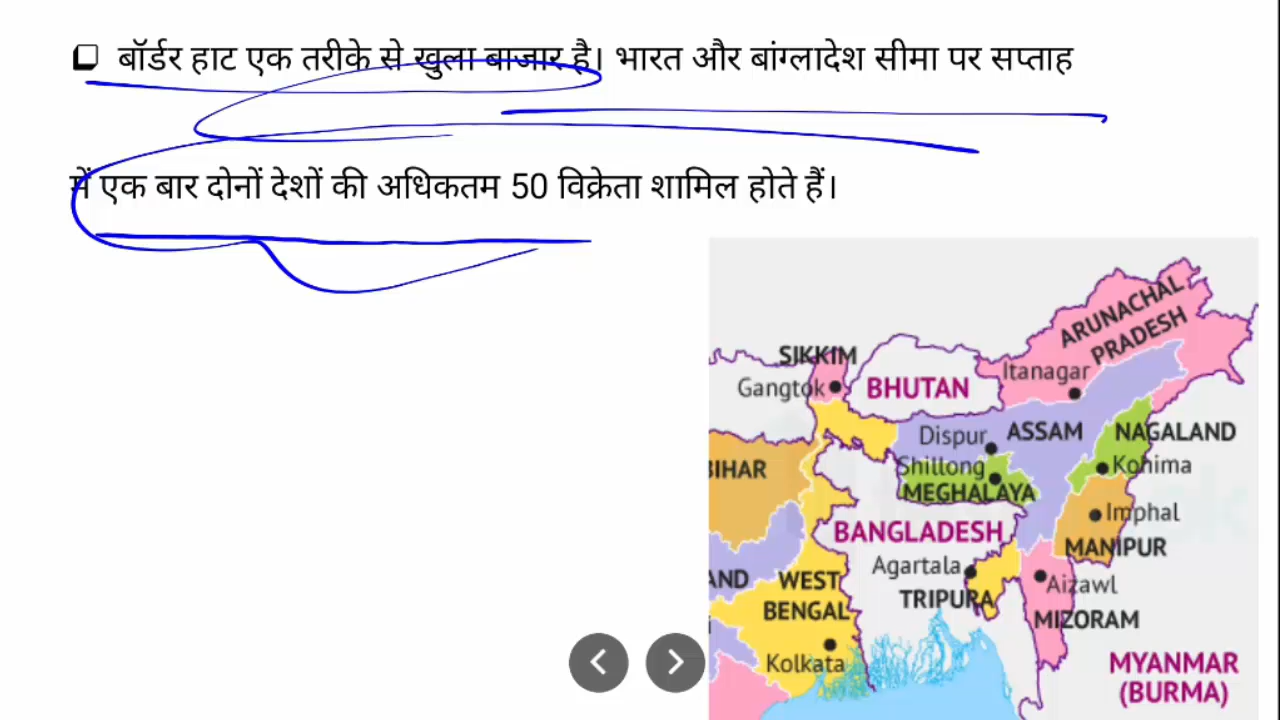 बॉर्डर हाट एक तरीके से खुला बाजार है। भारत और बांग्लादेश सीमा पर सप्ताह
में एक बार दोनों देशों की अधिकतम 50 विक्रेता शामिल होते हैं।
ARUNACHAL
PRADESH
SIKKIM
Itanagar
Gangtok
BHUTAN
Dispur
ASSAM
NAGALAND
BIHAR
Shillong
Kohima
MEGHALAYA
Imphal
BANGLADESH
MANIPUR
Agartala
AND
WEST
BENGAL
Aizawl
TRIPURA
MIZORAM
Kolkata
MYANMAR
(BURMA)